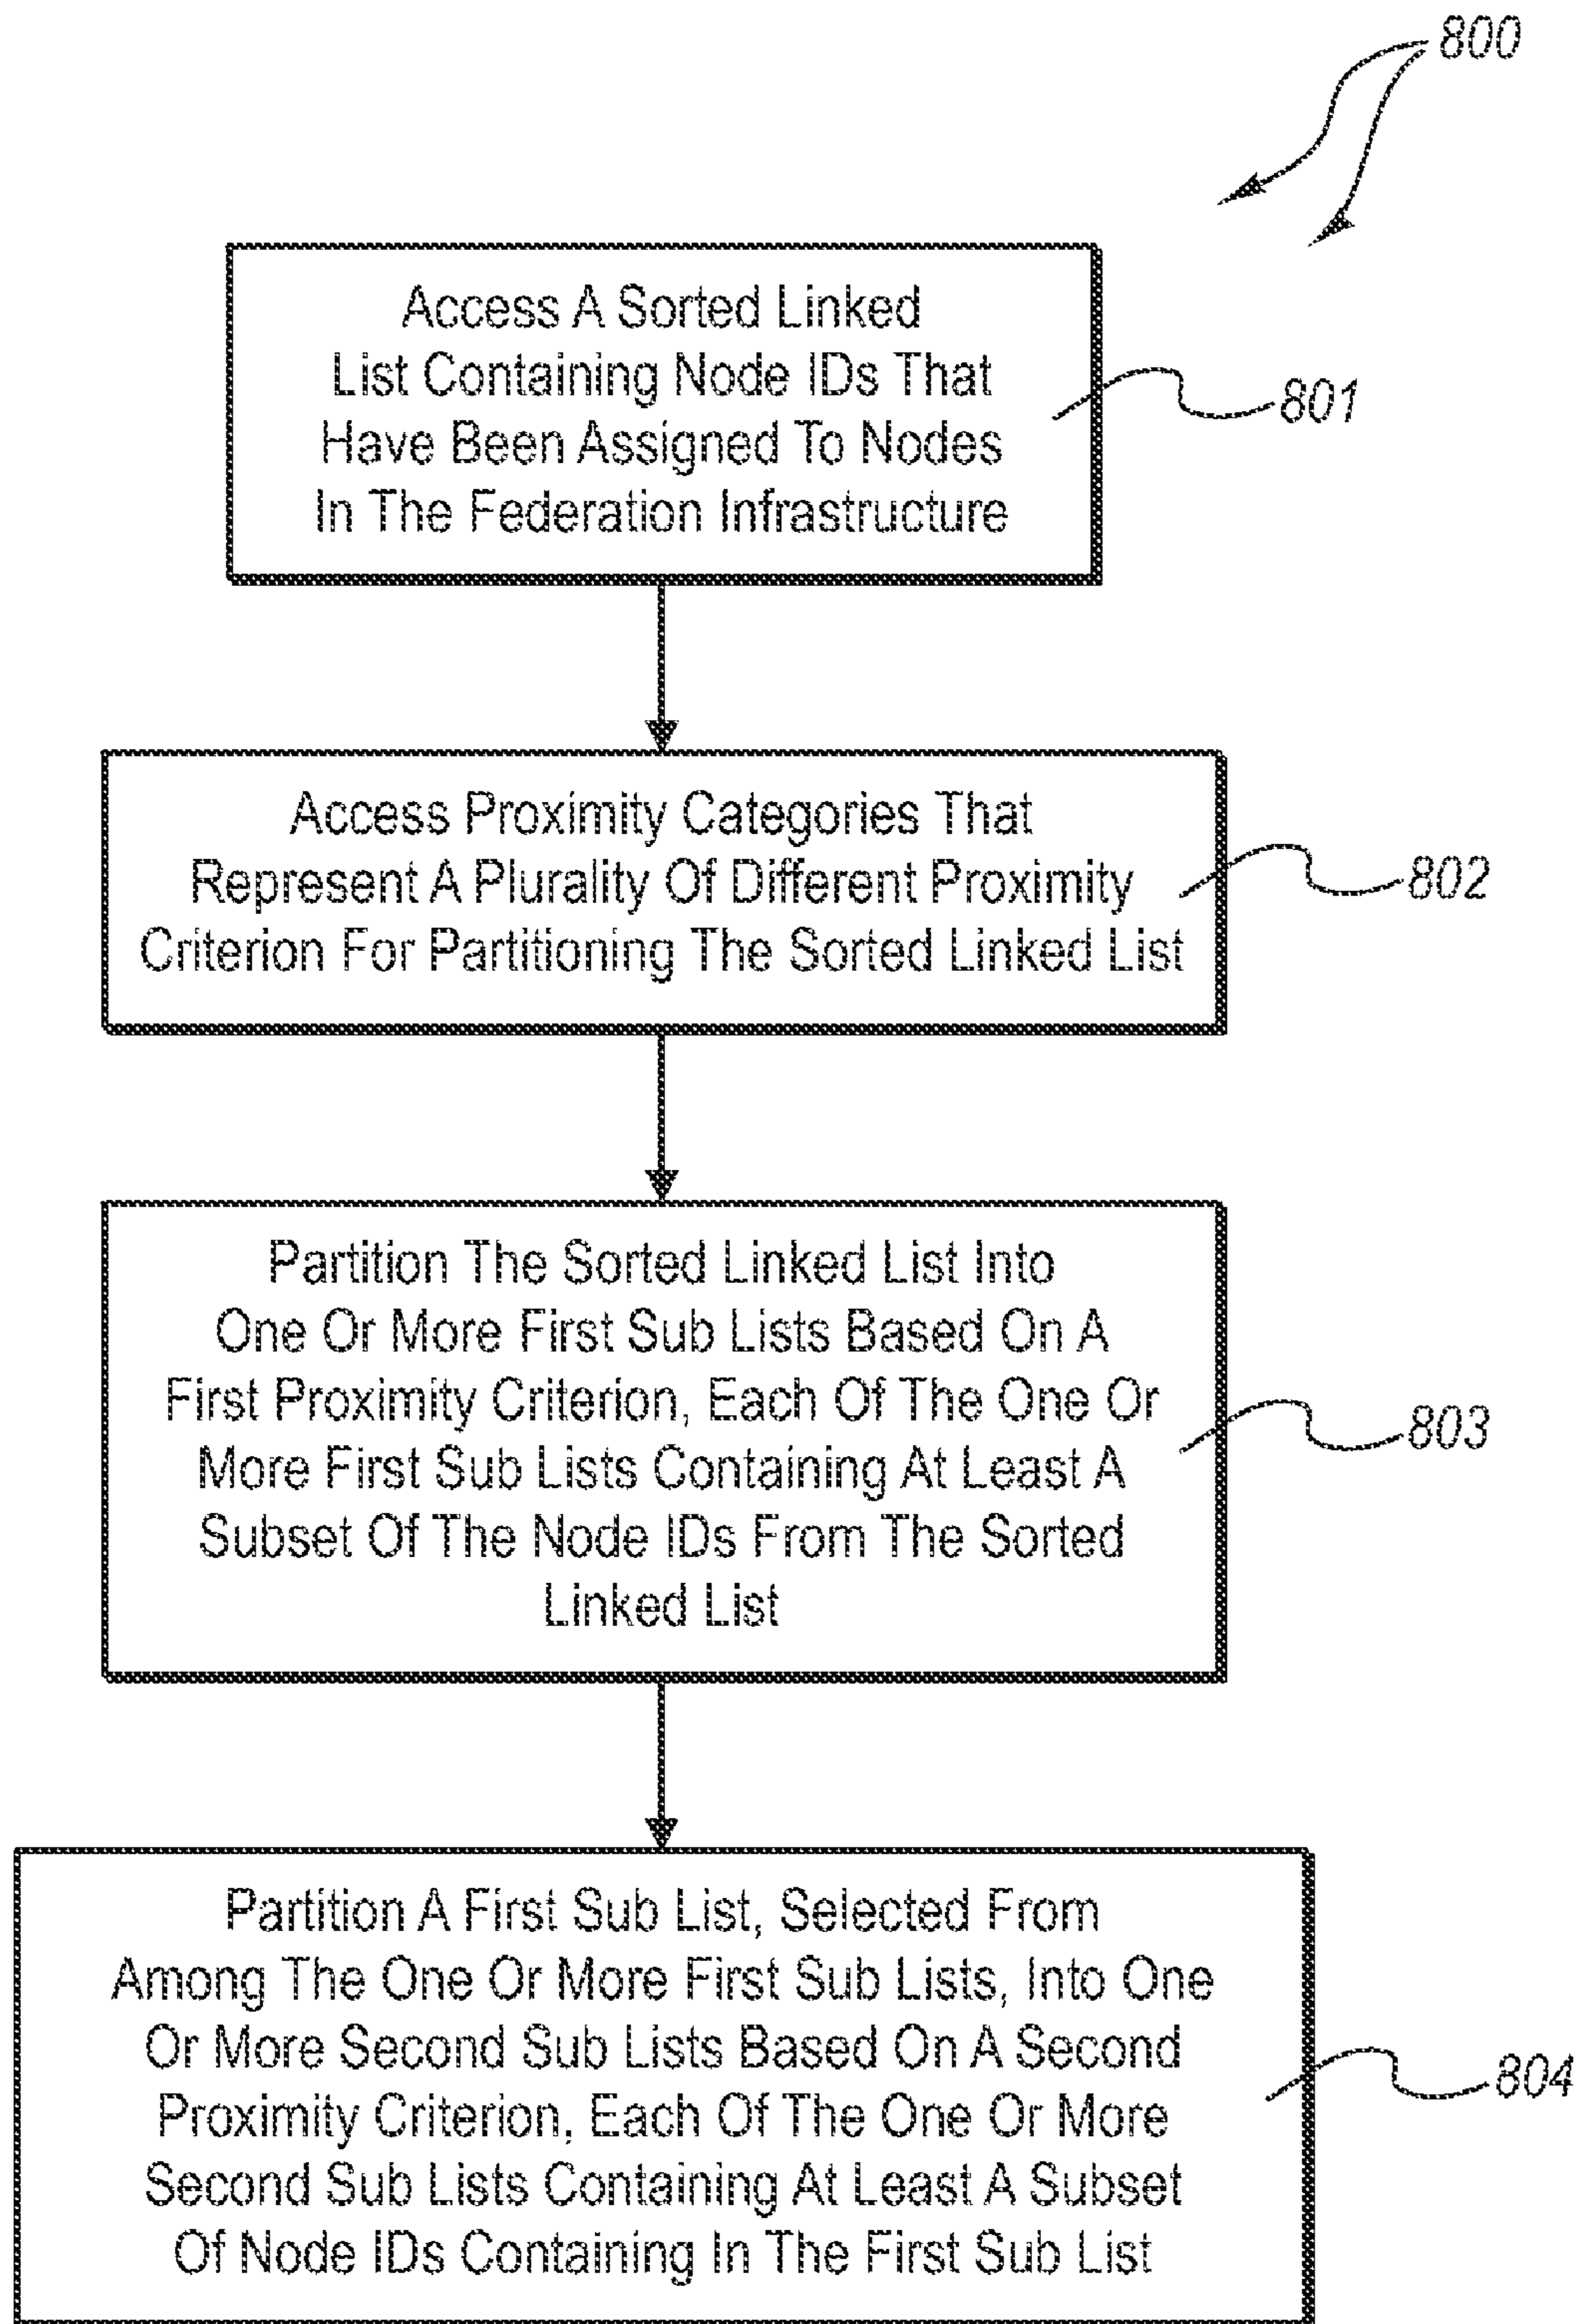 800
Access A Sorted Linked
List Containing Node IDs That
Have Been Assigned To Nodes
In The Federation Infrastructure
801
Access Proximity Categories That
Represent A Plurality Of Different Proximity
Criterion For Partitioning The Sorted Linked List
802
Partition The Sorted Linked List Into
One Or More First Sub Lists Based On A
First Proximity Criterion, Each Of The One Or
More First Sub Lists Containing At Least A
Subset Of The Node IDs From The Sorted
Linked List
803
Partition A First Sub List, Selected From
Among The One Or More First Sub Lists, Into One
Or More Second Sub Lists Based On A Second
Proximity Criterion, Each Of The One Or More
Second Sub Lists Containing At Least A Subset
Of Node IDs Containing In The First Sub List
804